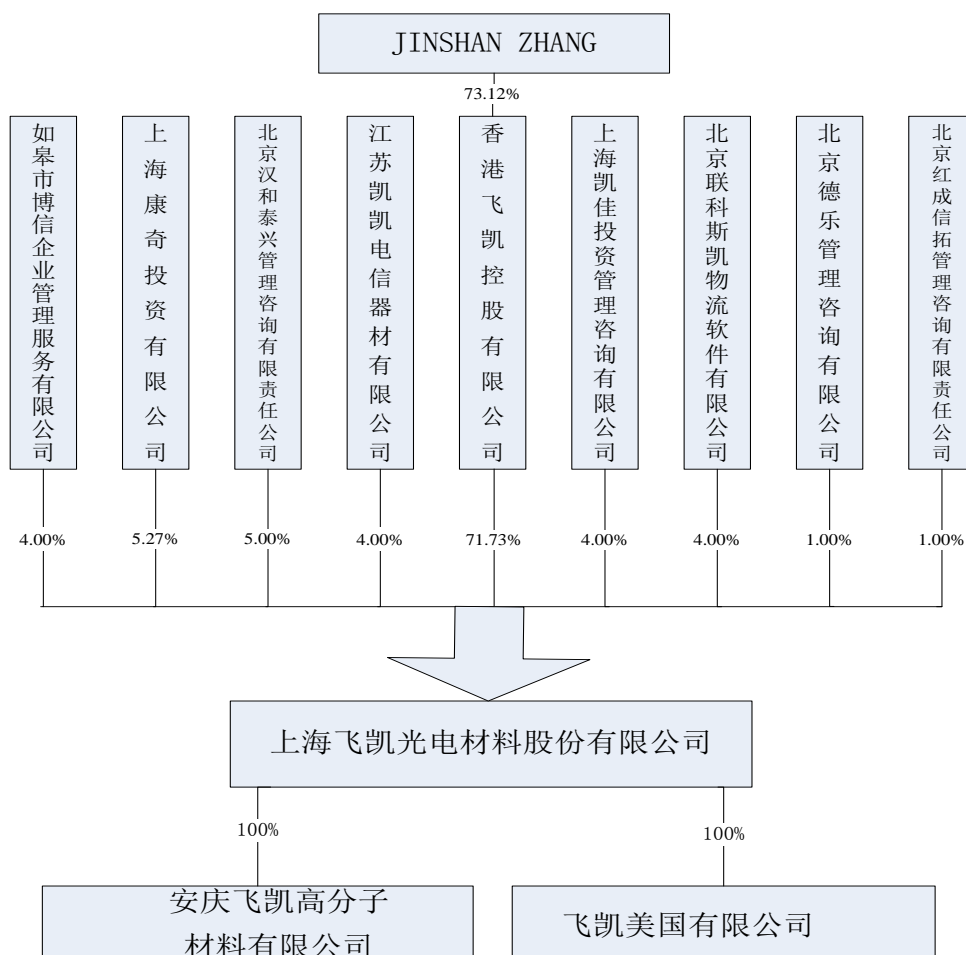 JINSHAN ZHANG
73.12%
如皋市博信企业管理服务有限公司
上海康奇投资有限公司
北京汉和泰兴管理咨询有限责任公司
江苏凯凯电信器材有限公司
香港飞凯控股有限公司
上海凯佳投资管理咨询有限公司
北京联科斯凯物流软件有限公司
北京德乐管理咨询有限公司
北京红成信拓管理咨询有限责任公司
4.00%
5.27%
5.00%
4.00%
71.73%
4.00%
4.00%
1.00%
1.00%
上海飞凯光电材料股份有限公司
100%
100%
安庆飞凯高分子
材料有限公司
飞凯美国有限公司